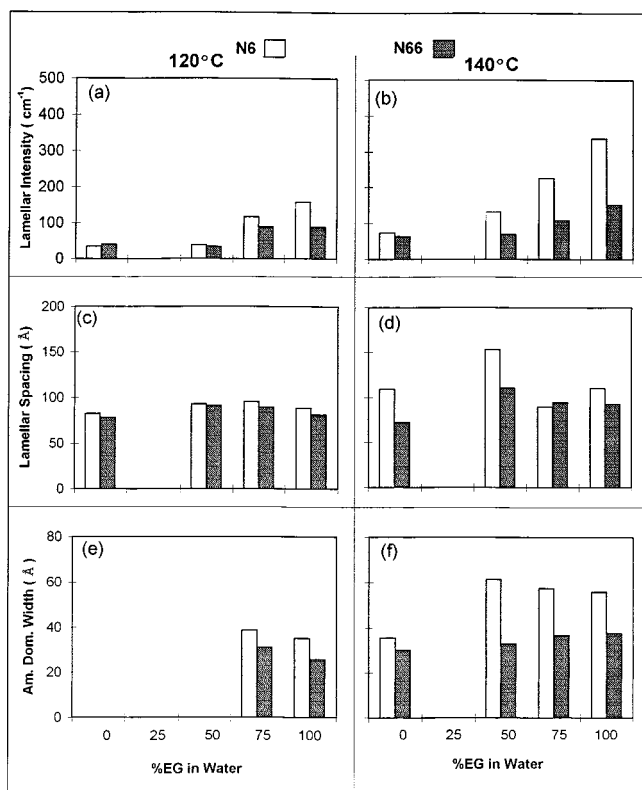 N6 N66
120°C 140°C
(a) (b)
Lamellar Intensity ( cm-1)
500
400
300
200
100
0
(c) (d)
Lamellar Spacing (Å)
200
150
100
50
0
(e) (f)
Am. Dom. Width ( Å )
80
60
40
20
0
0 25 50 75 100 0 25 50 75 100
%EG in Water %EG in Water